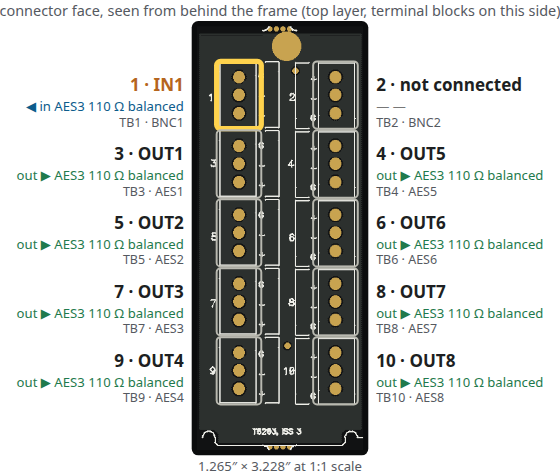 connector face, seen from behind the frame (top layer, terminal blocks on this side)
1 · IN1
◀ in AES3 110 Ω balanced
TB1 · BNC1
2 · not connected
— —
TB2 · BNC2
3 · OUT1
out ▶ AES3 110 Ω balanced
TB3 · AES1
4 · OUT5
out ▶ AES3 110 Ω balanced
TB4 · AES5
5 · OUT2
out ▶ AES3 110 Ω balanced
TB5 · AES2
6 · OUT6
out ▶ AES3 110 Ω balanced
TB6 · AES6
7 · OUT3
out ▶ AES3 110 Ω balanced
TB7 · AES3
8 · OUT7
out ▶ AES3 110 Ω balanced
TB8 · AES7
9 · OUT4
out ▶ AES3 110 Ω balanced
TB9 · AES4
10 · OUT8
out ▶ AES3 110 Ω balanced
TB10 · AES8
1
2
3
4
5
6
7
8
9
10
T6203, ISS 3
1.265″ × 3.228″ at 1:1 scale